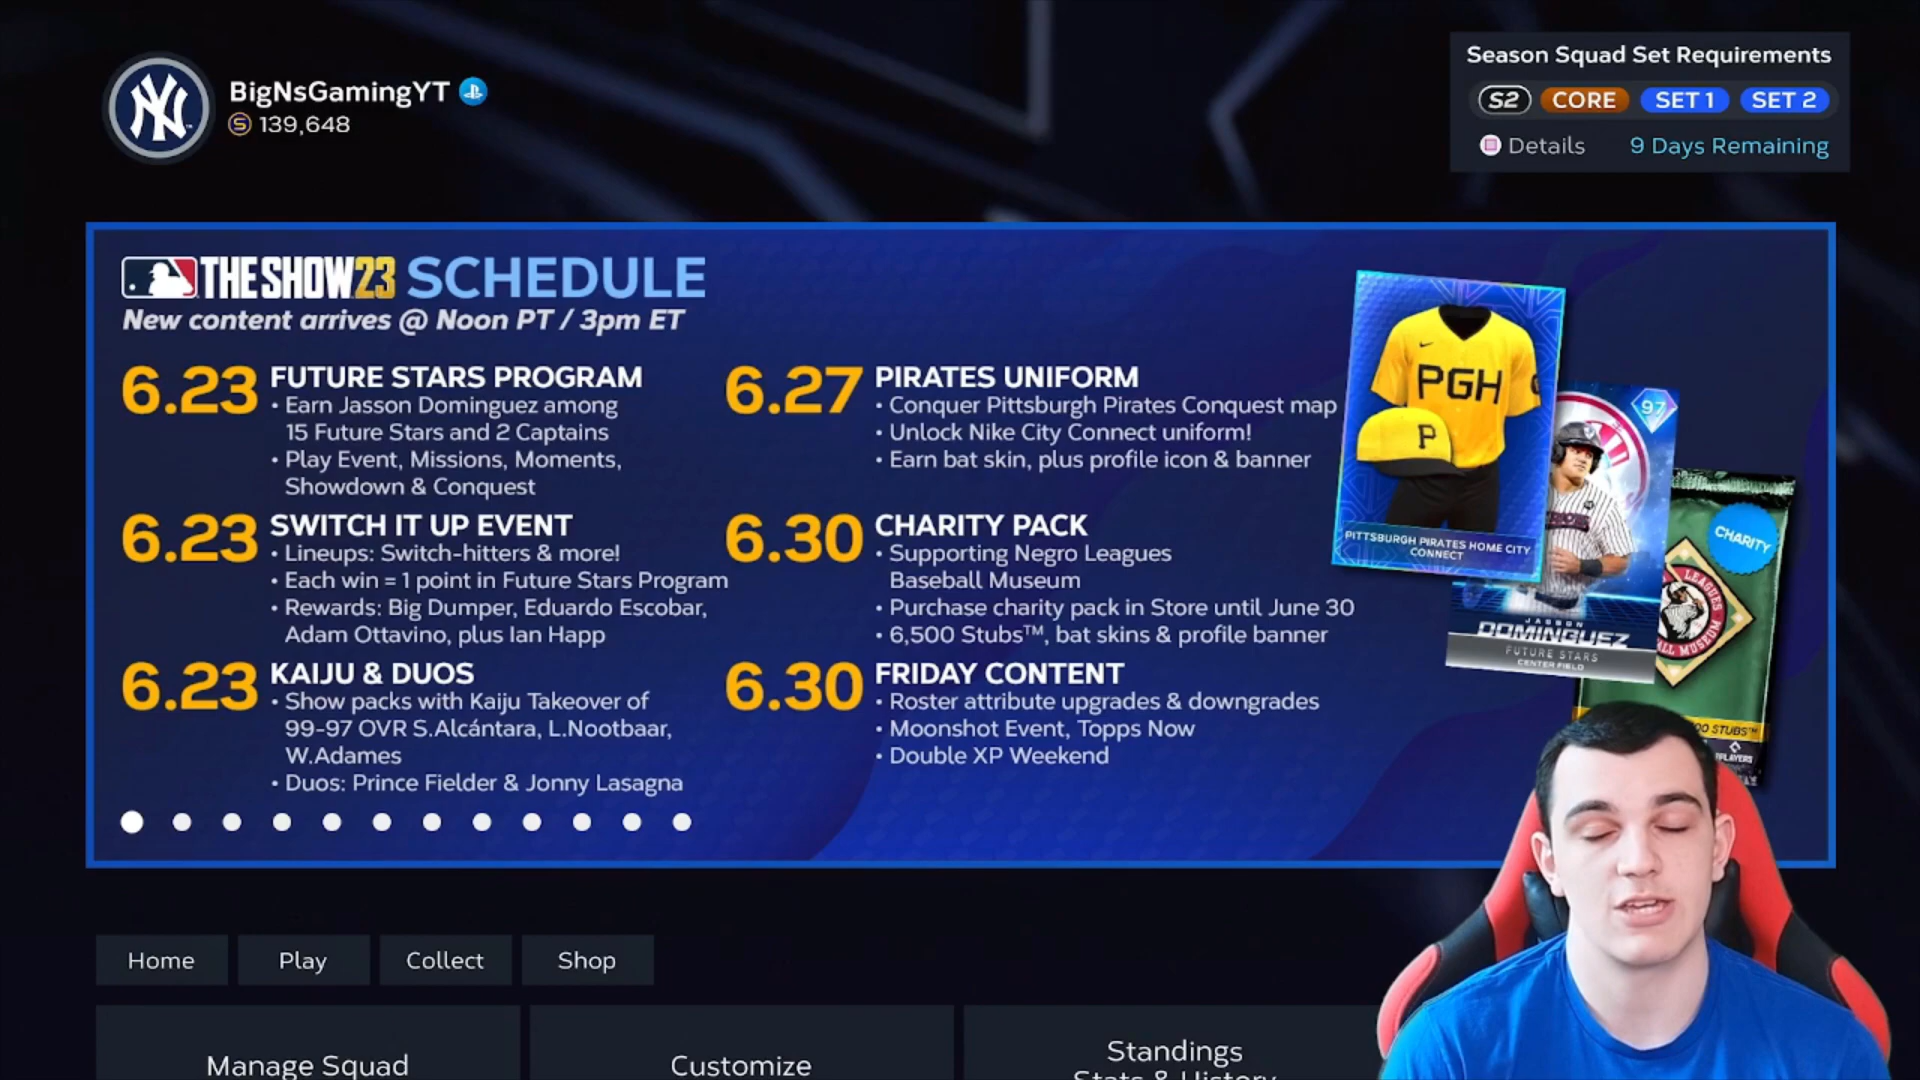 BigNsGamingYT
139,648
Season Squad Set Requirements
S2 CORE SET 1 SET 2
Details 9 Days Remaining
THE SHOW 23 SCHEDULE
New content arrives @ Noon PT / 3pm ET
6.23 FUTURE STARS PROGRAM
• Earn Jasson Dominguez among
15 Future Stars and 2 Captains
• Play Event, Missions, Moments,
Showdown & Conquest
6.23 SWITCH IT UP EVENT
• Lineups: Switch-hitters & more!
• Each win = 1 point in Future Stars Program
• Rewards: Big Dumper, Eduardo Escobar,
Adam Ottavino, plus Ian Happ
6.23 KAIJU & DUOS
• Show packs with Kaiju Takeover of
99-97 OVR S.Alcántara, L.Nootbaar,
W.Adames
• Duos: Prince Fielder & Jonny Lasagna
6.27 PIRATES UNIFORM
• Conquer Pittsburgh Pirates Conquest map
• Unlock Nike City Connect uniform!
• Earn bat skin, plus profile icon & banner
6.30 CHARITY PACK
• Supporting Negro Leagues
Baseball Museum
• Purchase charity pack in Store until June 30
• 6,500 Stubs™, bat skins & profile banner
6.30 FRIDAY CONTENT
• Roster attribute upgrades & downgrades
• Moonshot Event, Topps Now
• Double XP Weekend
PGH
P
PITTSBURGH PIRATES HOME CITY
CONNECT
97
JASSON
DOMINGUEZ
FUTURE STARS
CENTER FIELD
CHARITY
LEAGUES
MUSEUM
00 STUBS™
Home Play Collect Shop
Manage Squad
Customize
Standings
Stats & History